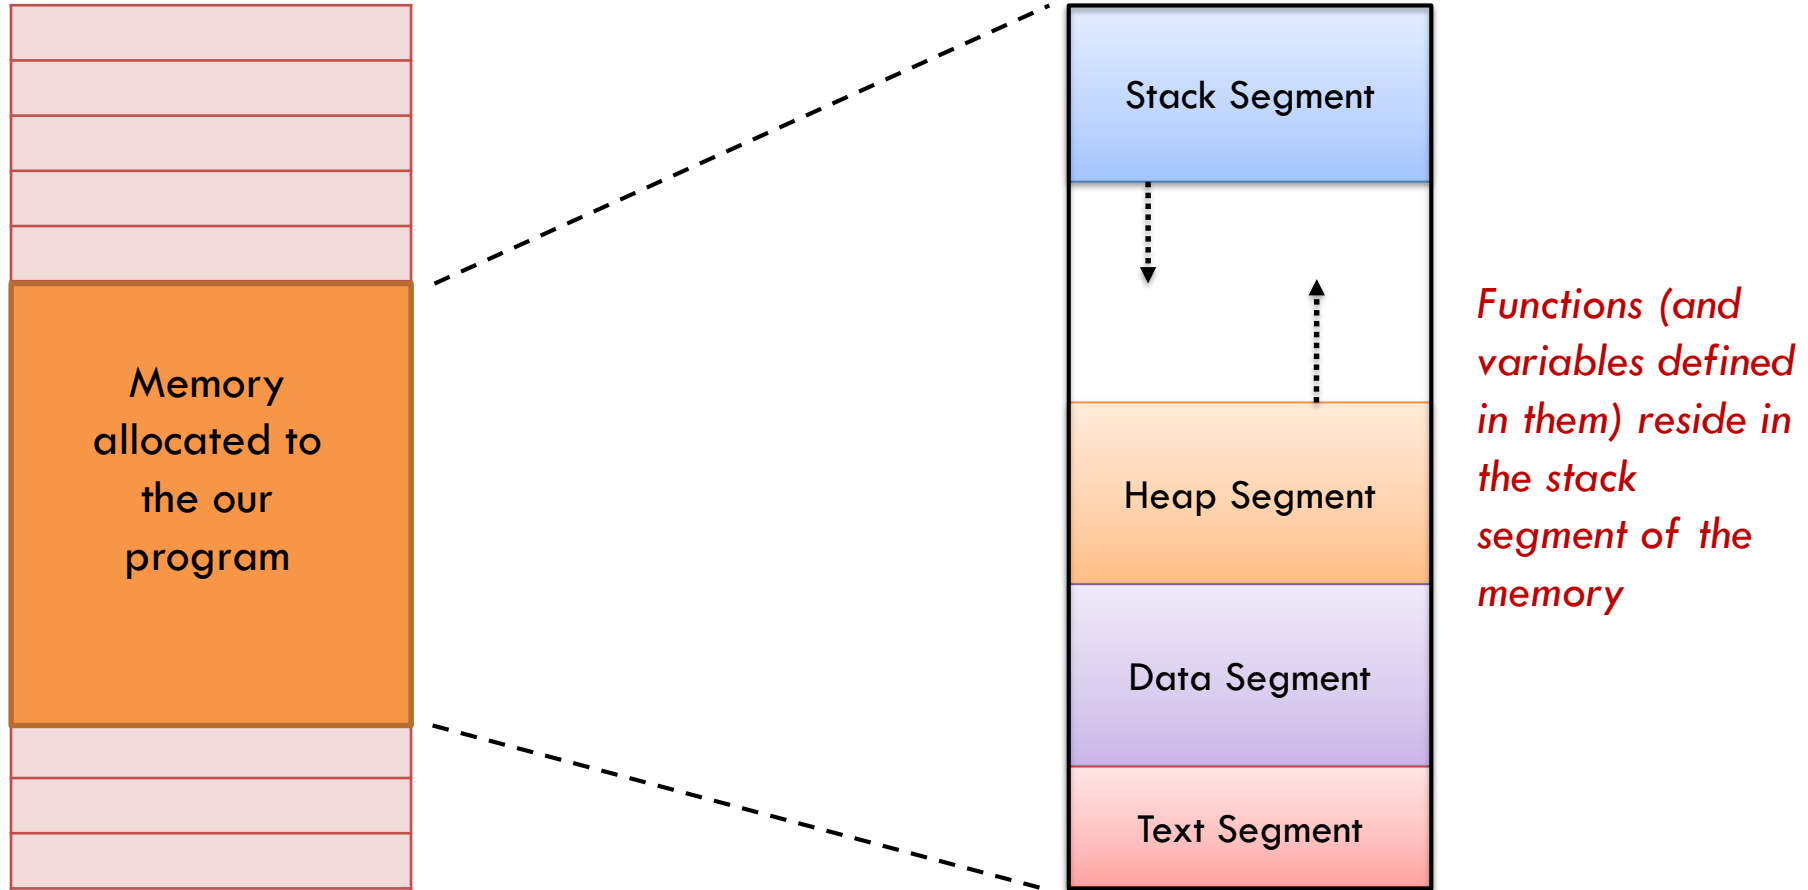 Memory
allocated to
the our
program
Stack Segment
Heap Segment
Data Segment
Text Segment
Functions (and
variables defined
in them) reside in
the stack
segment of the
memory